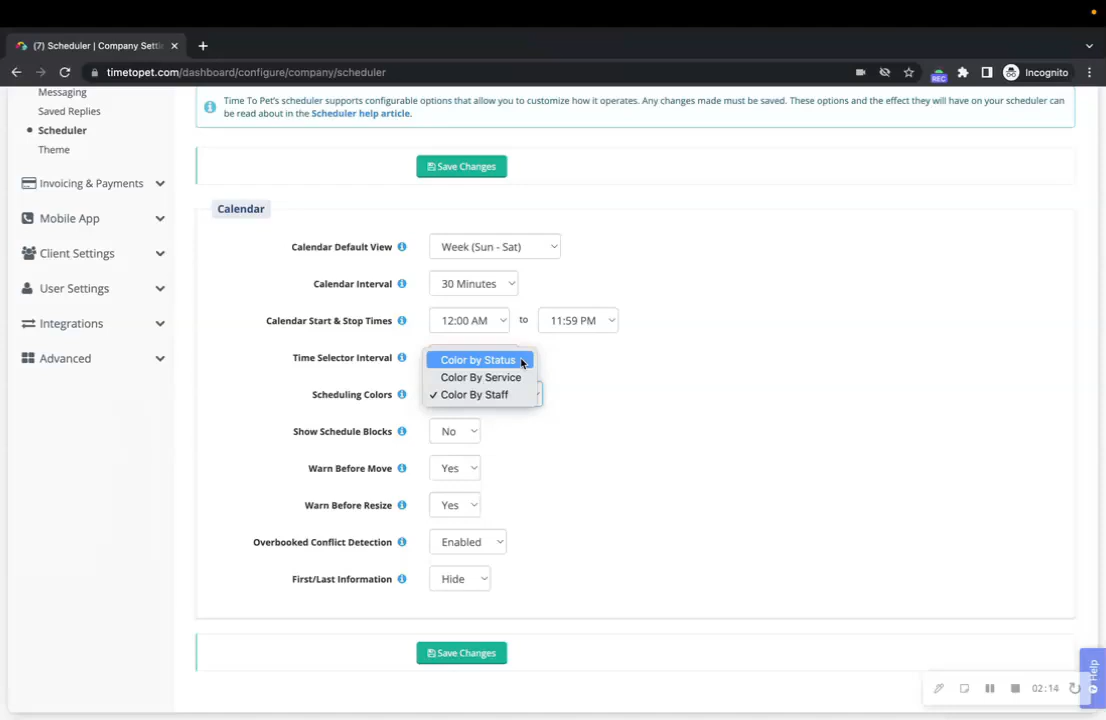 (7) Scheduler | Company Setti
timetopet.com/dashboard/configure/company/scheduler
REC
Incognito
Messaging
Saved Replies
Scheduler
Theme
Invoicing & Payments
Mobile App
Client Settings
User Settings
Integrations
Advanced
Time To Pet's scheduler supports configurable options that allow you to customize how it operates. Any changes made must be saved. These options and the effect they will have on your scheduler can
be read about in the Scheduler help article.
Save Changes
Calendar
Calendar Default View Week (Sun - Sat)
Calendar Interval 30 Minutes
Calendar Start & Stop Times 12:00 AM to 11:59 PM
Time Selector Interval
Color by Status
Color By Service
Scheduling Colors Color By Staff
Show Schedule Blocks No
Warn Before Move Yes
Warn Before Resize Yes
Overbooked Conflict Detection Enabled
First/Last Information Hide
Save Changes
Help
02:14